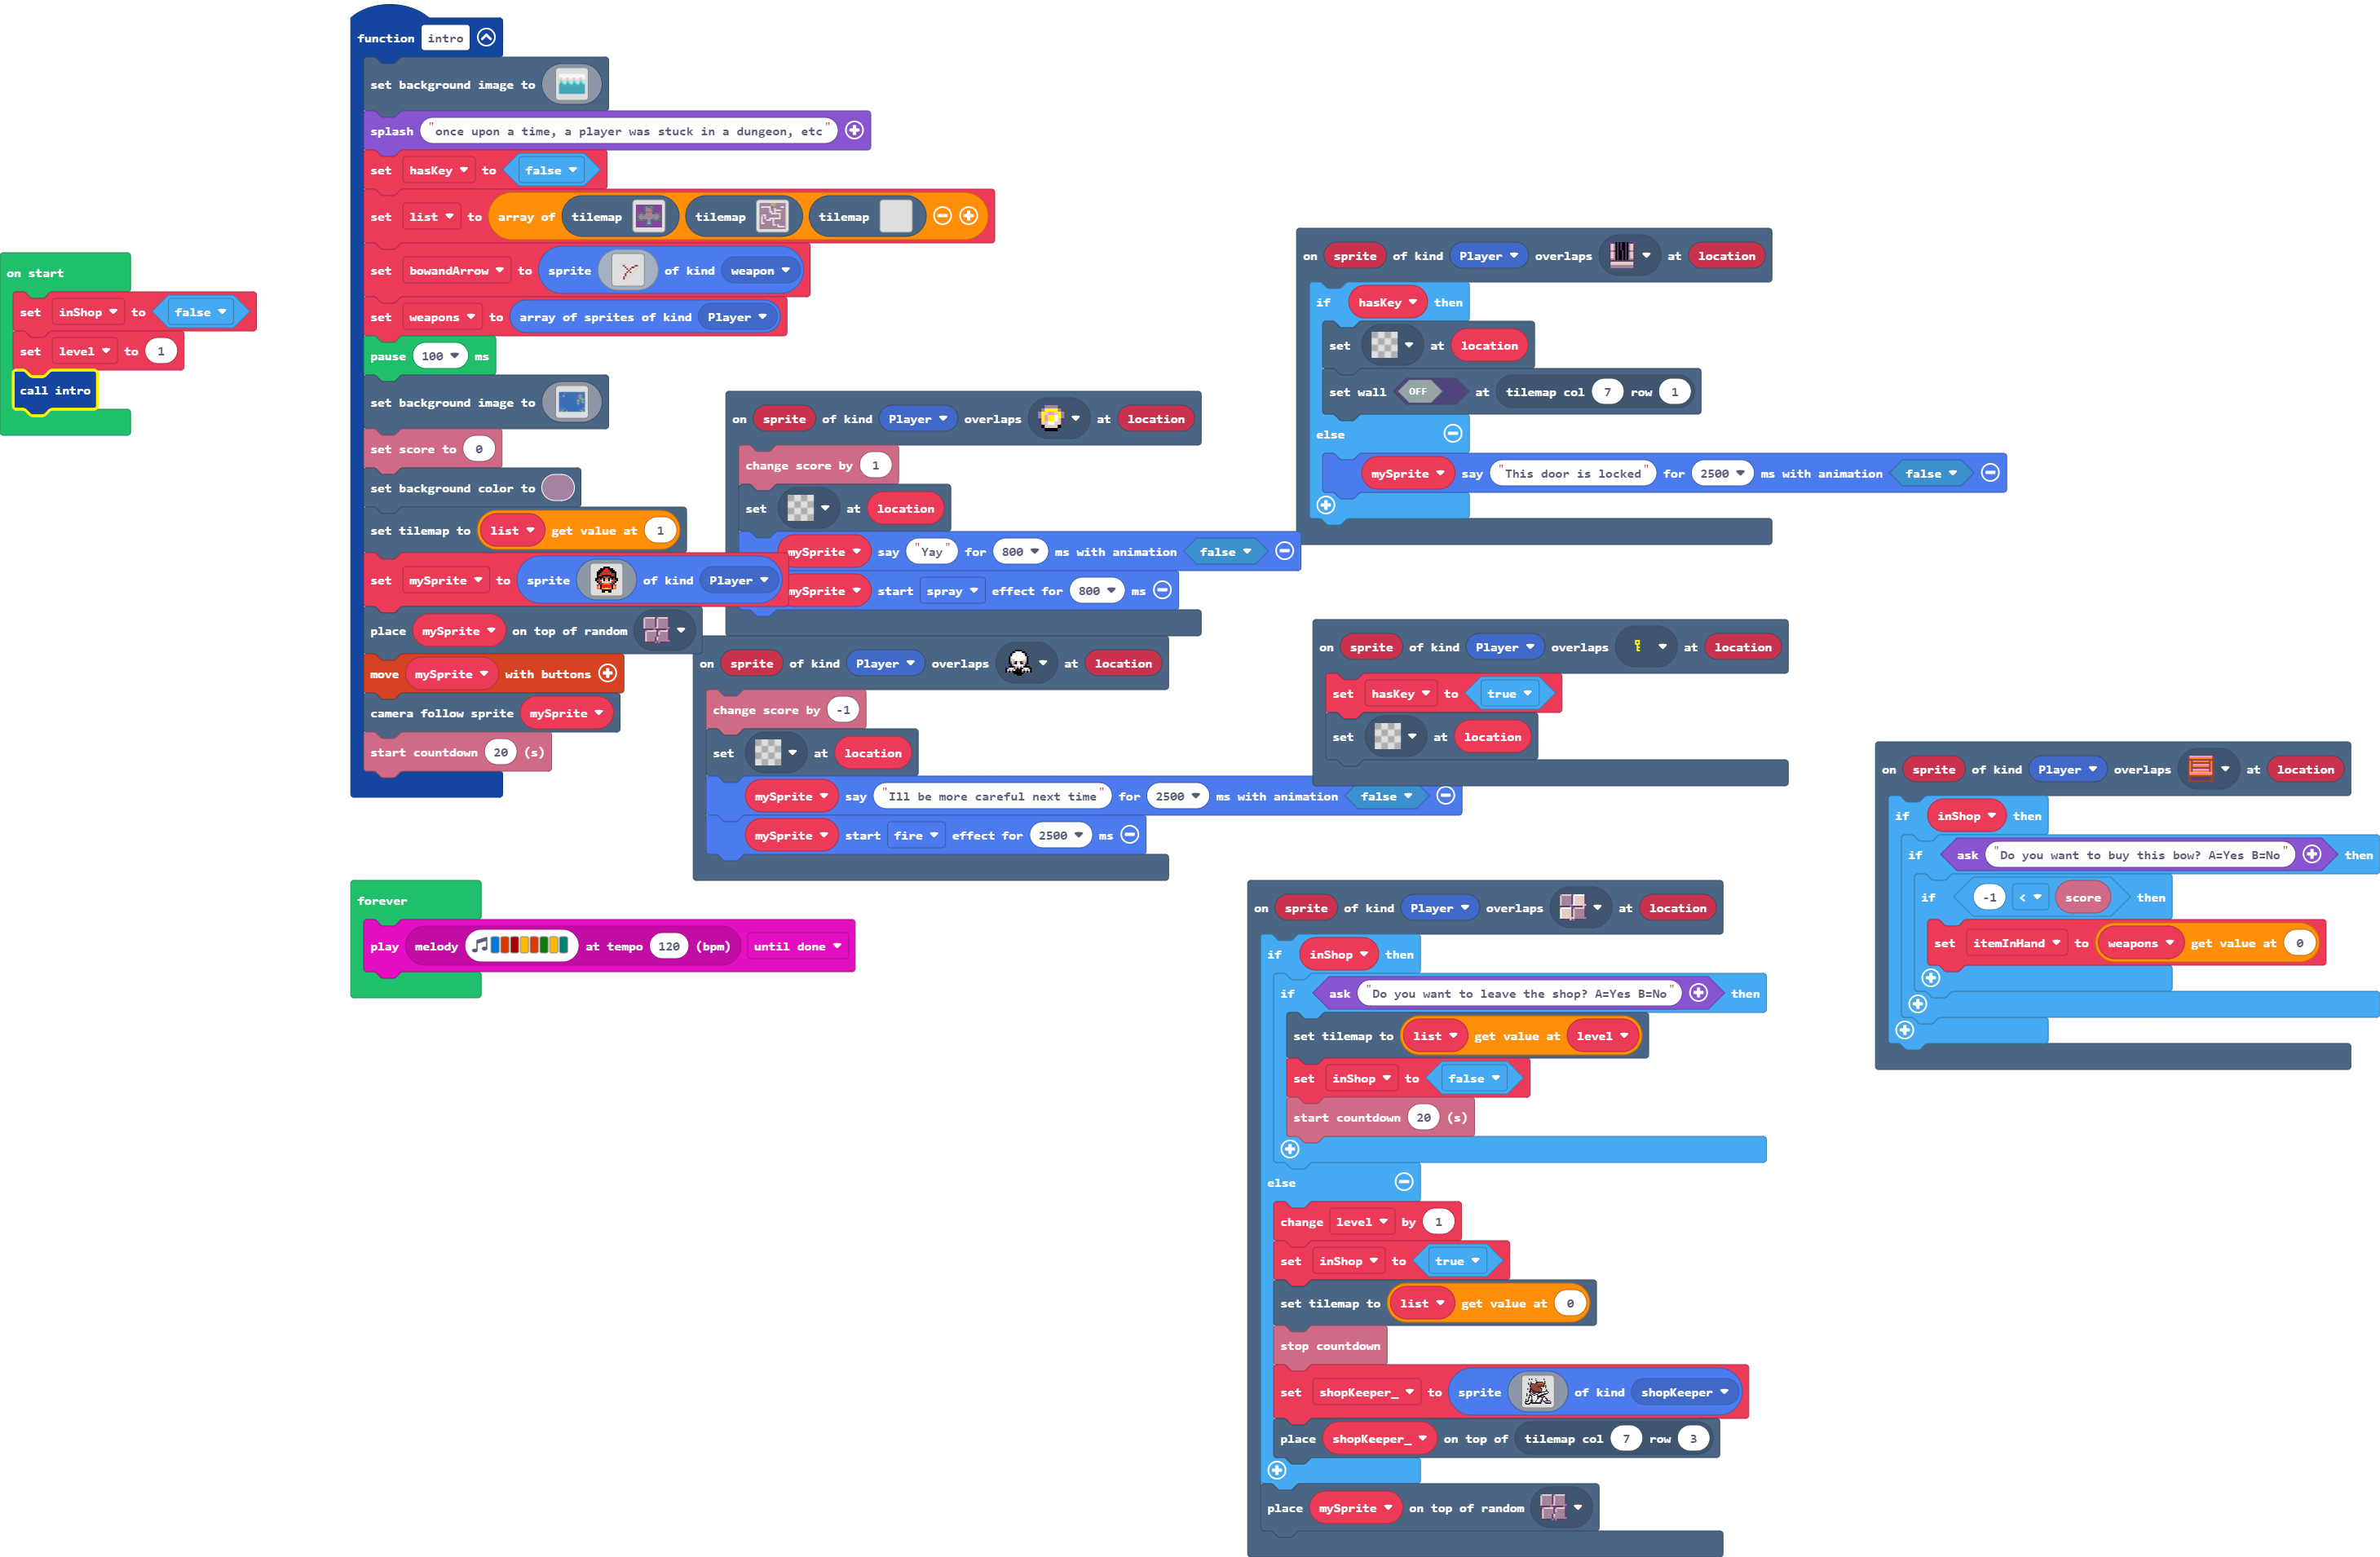 on start
set inShop to false
set level to 1
call intro
function intro
set background image to
splash "once upon a time, a player was stuck in a dungeon, etc"
set hasKey to false
set list to array of tilemap tilemap tilemap
set bowandArrow to sprite of kind weapon
set weapons to array of sprites of kind Player
pause 100 ms
set background image to
set score to 0
set background color to
set tilemap to list get value at 1
set mySprite to sprite of kind Player
place mySprite on top of random
move mySprite with buttons
camera follow sprite mySprite
start countdown 20 (s)
forever
play melody at tempo 120 (bpm) until done
on sprite of kind Player overlaps at location
change score by 1
set at location
mySprite say "Yay" for 800 ms with animation false
mySprite start spray effect for 800 ms
on sprite of kind Player overlaps at location
change score by -1
set at location
mySprite say "Ill be more careful next time" for 2500 ms with animation false
mySprite start fire effect for 2500 ms
on sprite of kind Player overlaps at location
if hasKey then
set at location
set wall OFF at tilemap col 7 row 1
else
mySprite say "This door is locked" for 2500 ms with animation false
on sprite of kind Player overlaps at location
set hasKey to true
set at location
on sprite of kind Player overlaps at location
if inShop then
if ask "Do you want to leave the shop? A=Yes B=No" then
set tilemap to list get value at level
set inShop to false
start countdown 20 (s)
else
change level by 1
set inShop to true
set tilemap to list get value at 0
stop countdown
set shopKeeper_ to sprite of kind shopKeeper
place shopKeeper_ on top of tilemap col 7 row 3
place mySprite on top of random
on sprite of kind Player overlaps at location
if inShop then
if ask "Do you want to buy this bow? A=Yes B=No" then
if -1 < score then
set itemInHand to weapons get value at 0